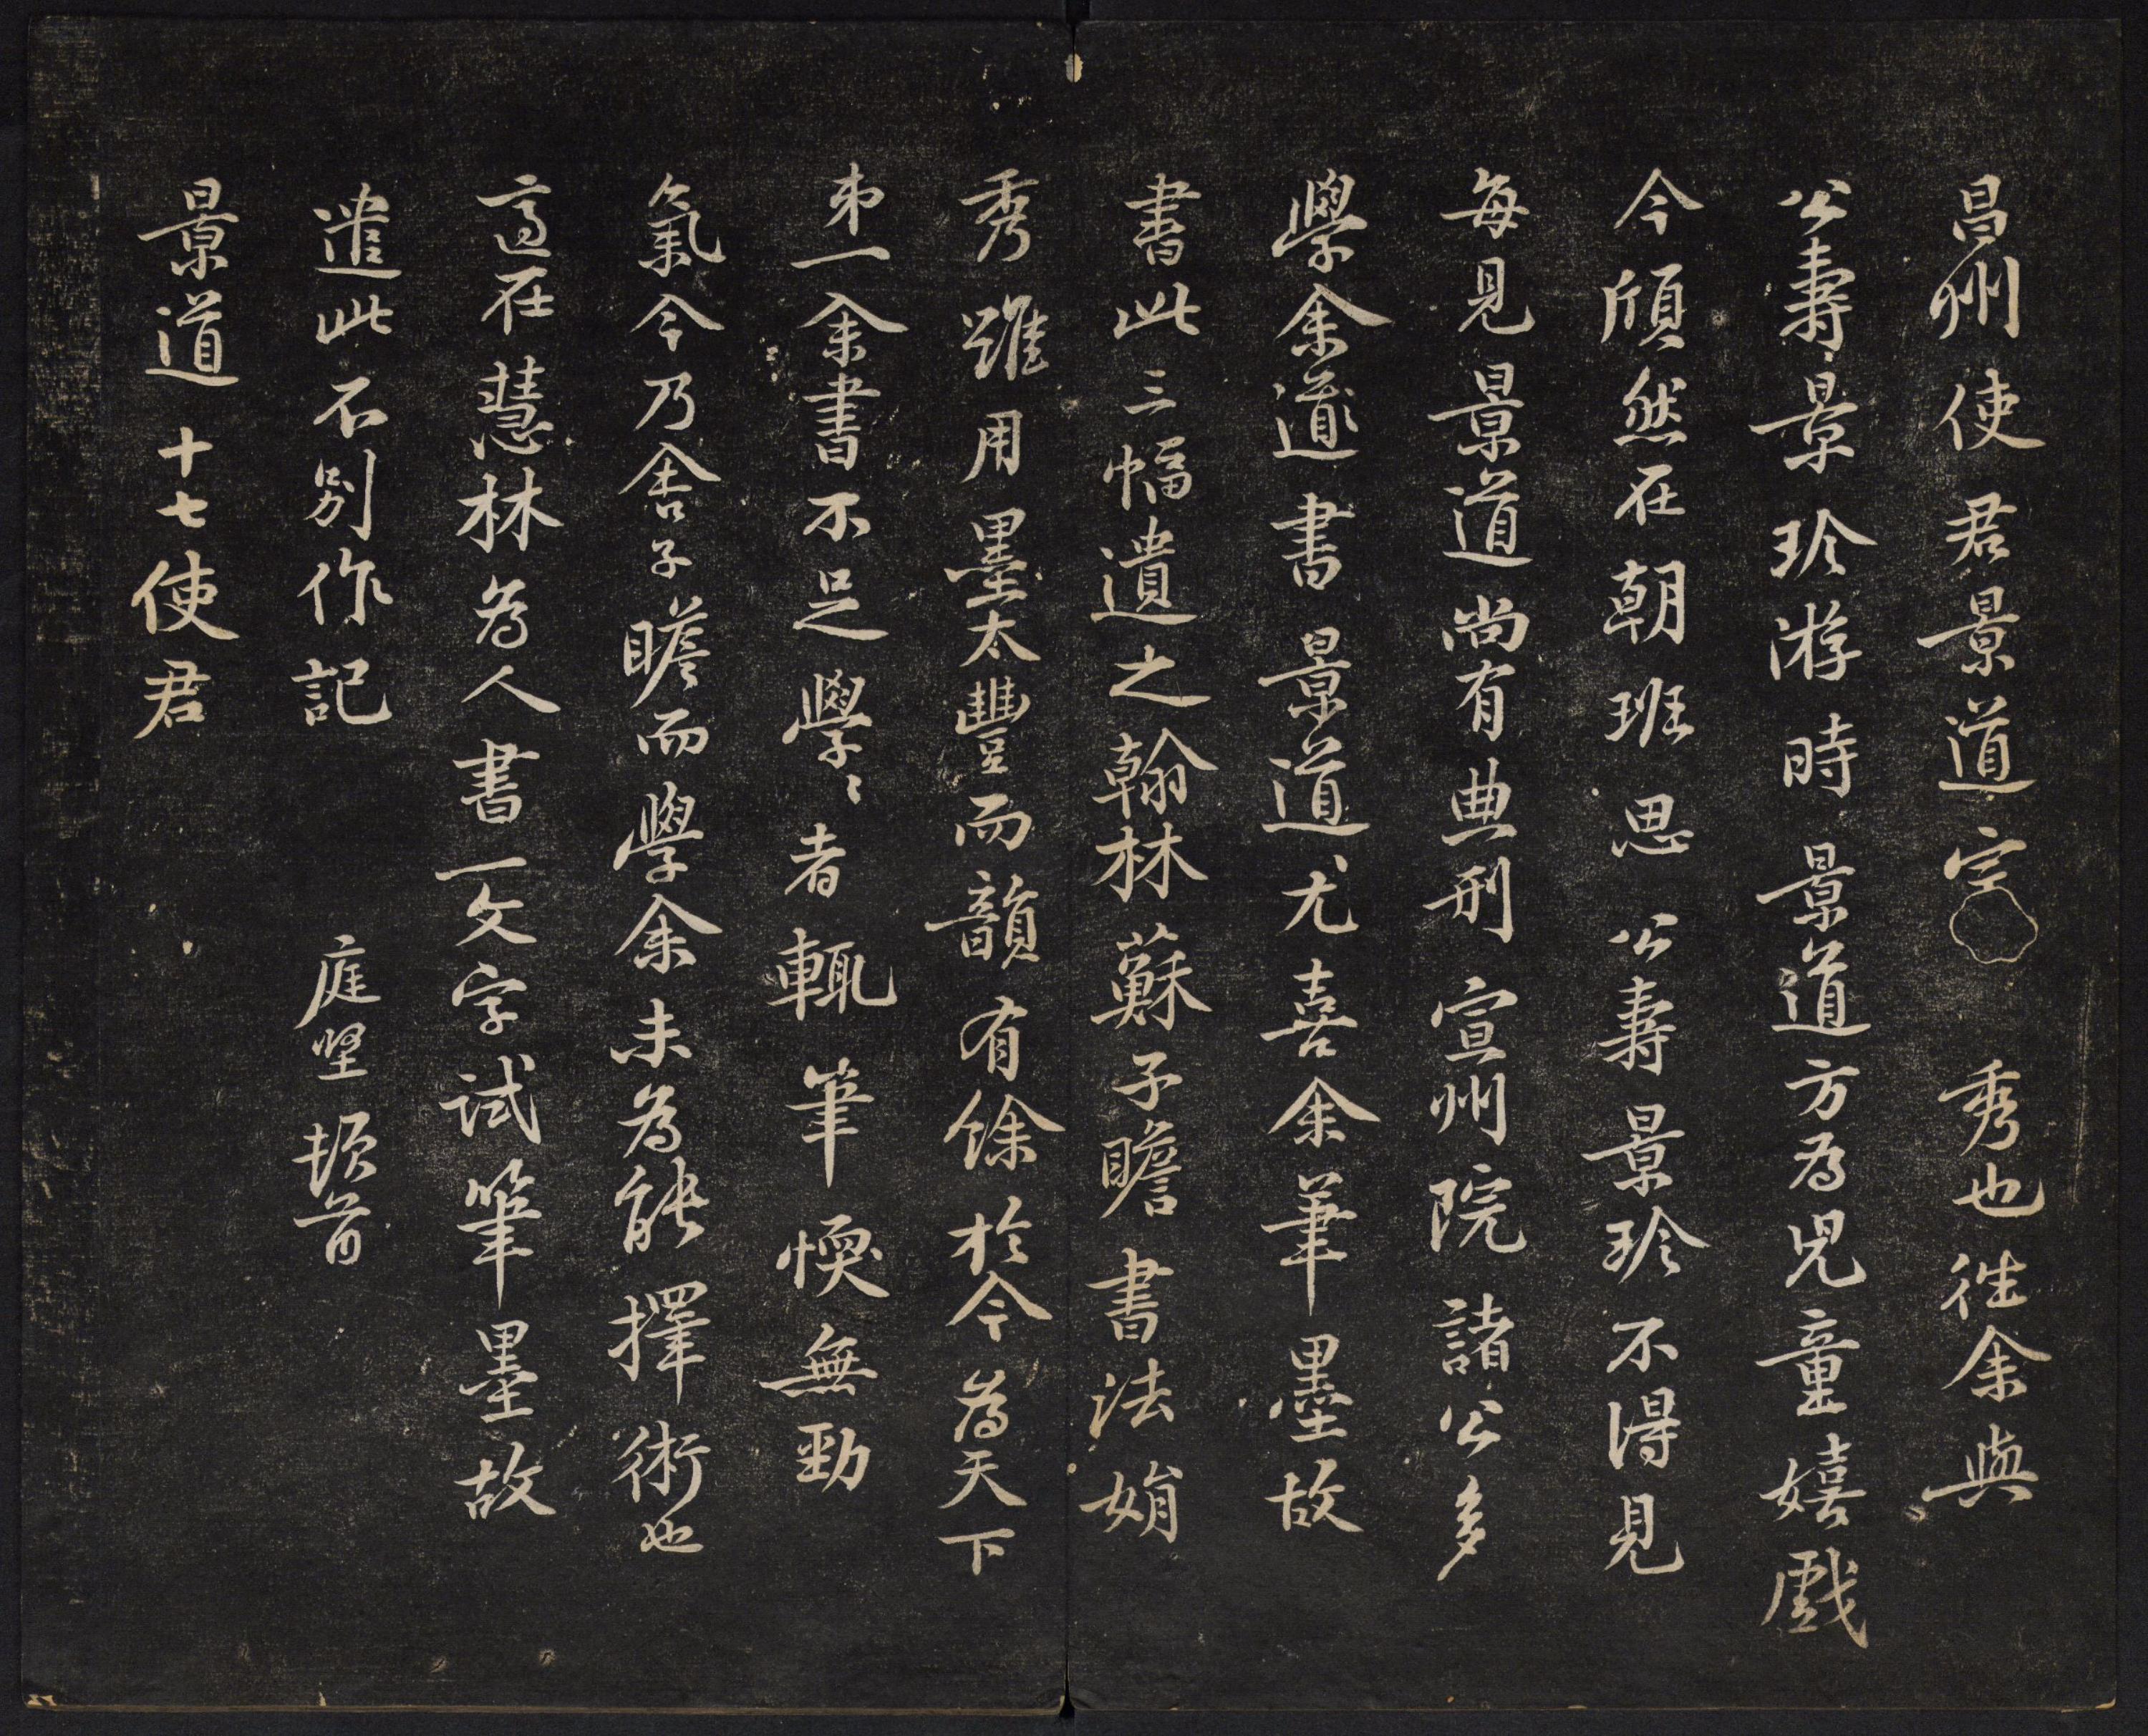 昌州使君景道宗秀也往余與
公壽景珍游時景道方為兒童嬉戲
今頎然在朝班思公壽景珍不得見
每見景道尚有典刑宣州院諸公多
學余道書景道尤喜余筆墨故
書此三幅遺之翰林蘇子瞻書法娟
秀雖用墨太豐而韻有餘於今為天下
第一余書不足學學者輒筆愞無勁
氣今乃舍子瞻而學余未為能擇術也
適在慧林為人書一文字試筆墨故
遣此不別作記
庭堅頓首
景道十七使君